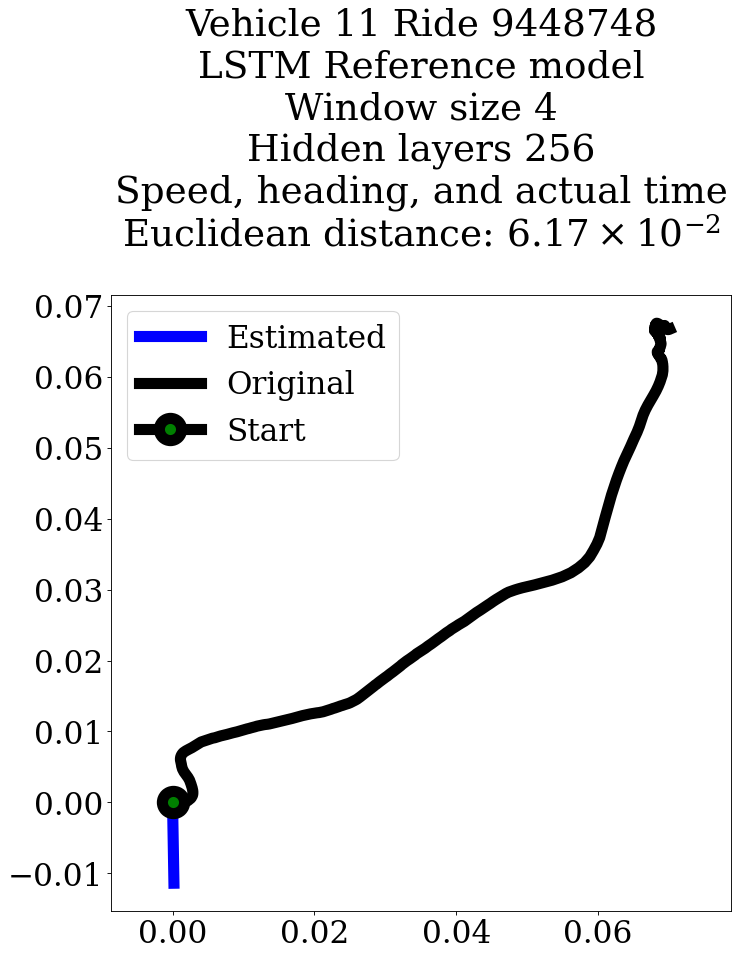 Vehicle 11 Ride 9448748
LSTM Reference model
Window size 4
Hidden layers 256
Speed, heading, and actual time
Euclidean distance: 6.17 × 10⁻²
Estimated
Original
Start
0.07
0.06
0.05
0.04
0.03
0.02
0.01
0.00
−0.01
0.00 0.02 0.04 0.06